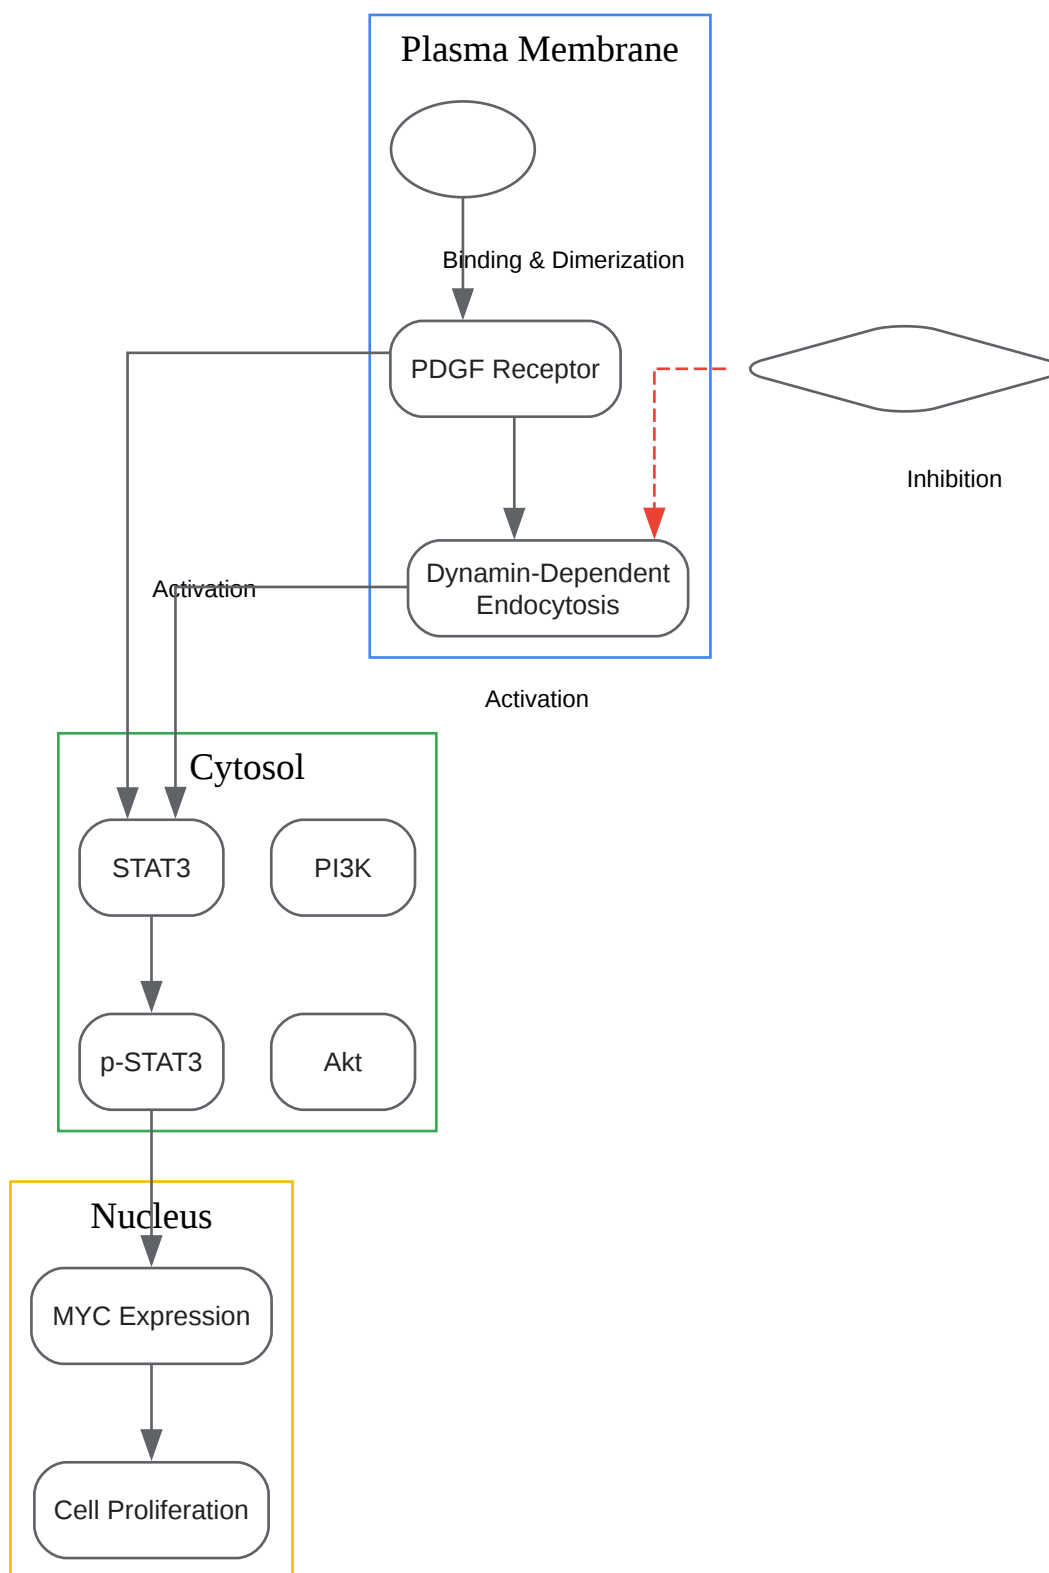 Plasma Membrane
Binding & Dimerization
PDGF Receptor
Inhibition
Dynamin-Dependent
Endocytosis
Activation
Activation
Cytosol
STAT3
PI3K
p-STAT3
Akt
Nucleus
MYC Expression
Cell Proliferation